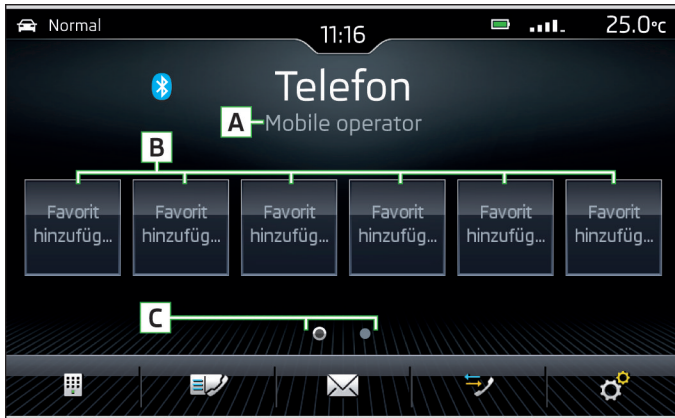 Normal
11:16
25.0°C
Telefon
A
Mobile operator
B
Favorit
hinzufüg...
Favorit
hinzufüg...
Favorit
hinzufüg...
Favorit
hinzufüg...
Favorit
hinzufüg...
Favorit
hinzufüg...
C